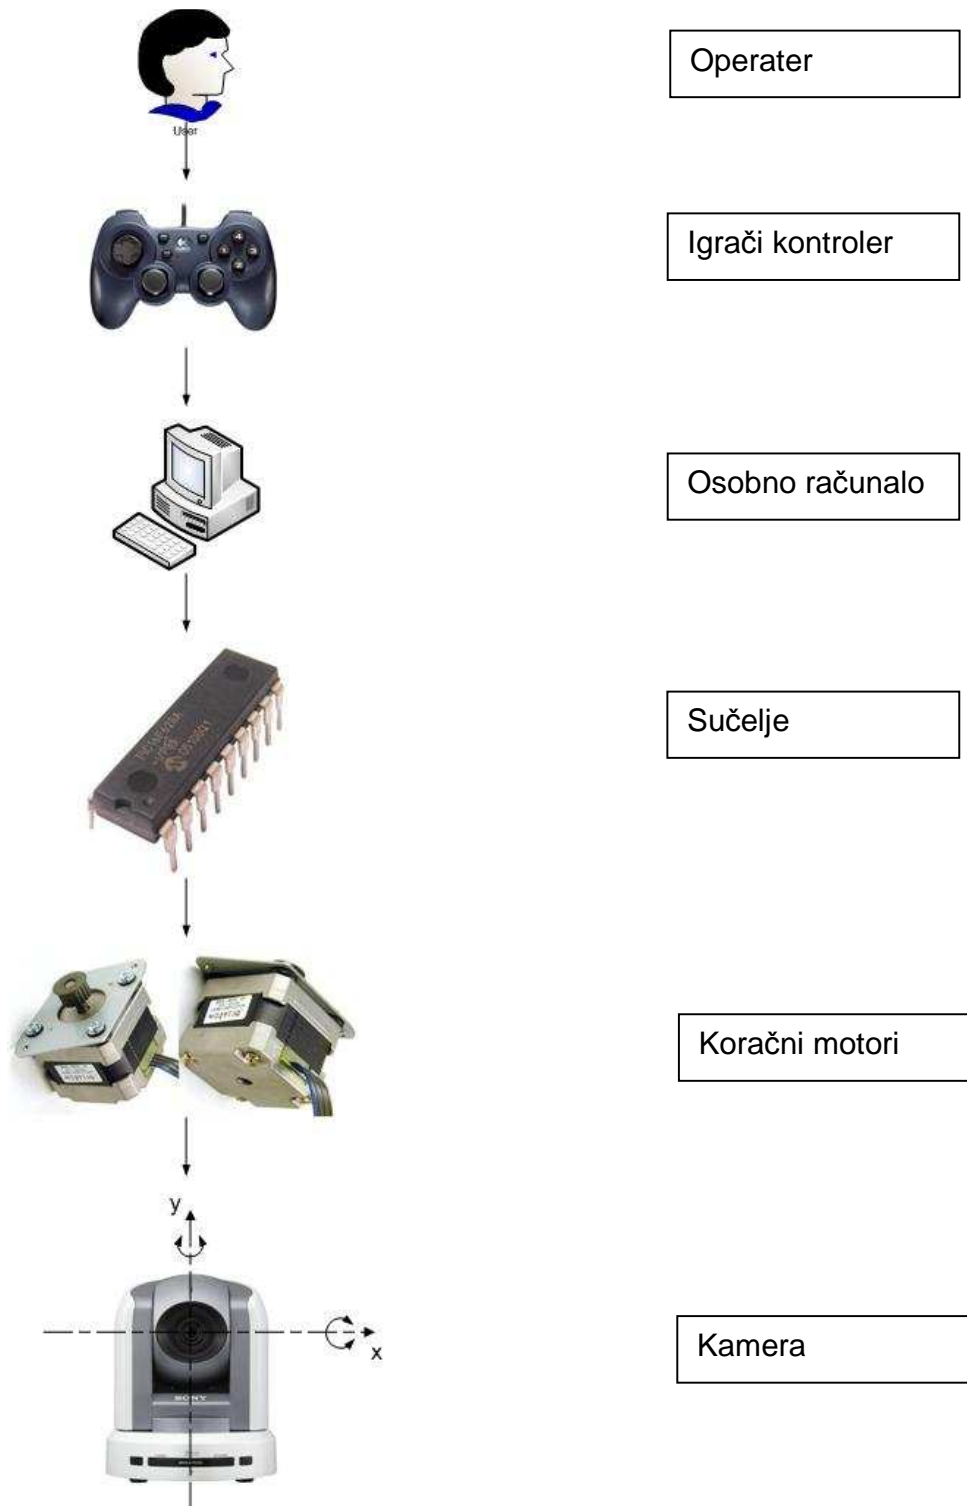 Operater
User
Igrači kontroler
Osobno računalo
Sučelje
Koračni motori
y
x
SONY
Kamera